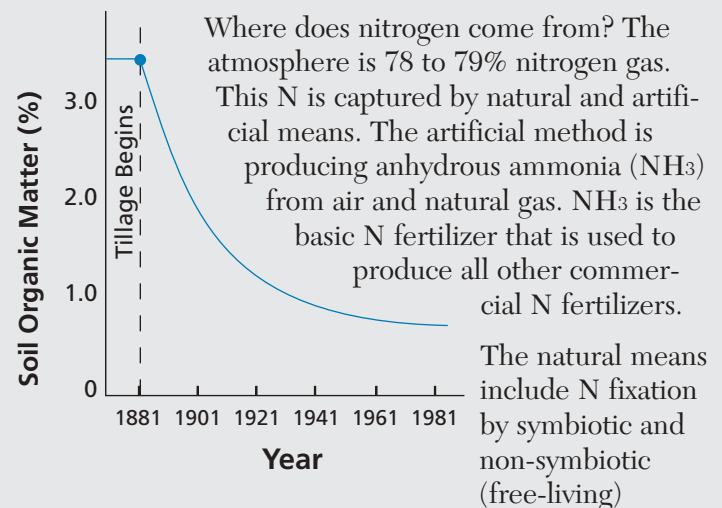 Where does nitrogen come from? The
atmosphere is 78 to 79% nitrogen gas.
This N is captured by natural and artifi-
cial means. The artificial method is
producing anhydrous ammonia (NH3)
from air and natural gas. NH3 is the
basic N fertilizer that is used to
produce all other commer-
cial N fertilizers.
The natural means
include N fixation
by symbiotic and
non-symbiotic
(free-living)
Soil Organic Matter (%)
3.0
2.0
1.0
0
Tillage Begins
1881 1901 1921 1941 1961 1981
Year